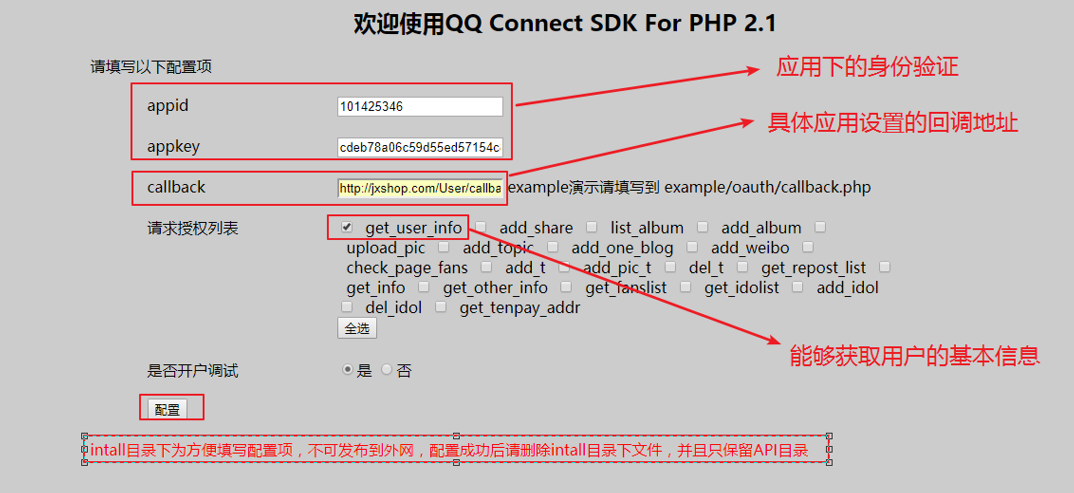 欢迎使用QQ Connect SDK For PHP 2.1
请填写以下配置项
应用下的身份验证
appid 101425346
具体应用设置的回调地址
appkey cdeb78a06c59d55ed57154c
callback http://jxshop.com/User/callba example演示请填写到 example/oauth/callback.php
请求授权列表 get_user_info add_share list_album add_album
upload_pic add_topic add_one_blog add_weibo
check_page_fans add_t add_pic_t del_t get_repost_list
get_info get_other_info get_fanslist get_idolist add_idol
del_idol get_tenpay_addr
全选
能够获取用户的基本信息
是否开户调试 是 否
配置
intall目录下为方便填写配置项，不可发布到外网，配置成功后请删除intall目录下文件，并且只保留API目录